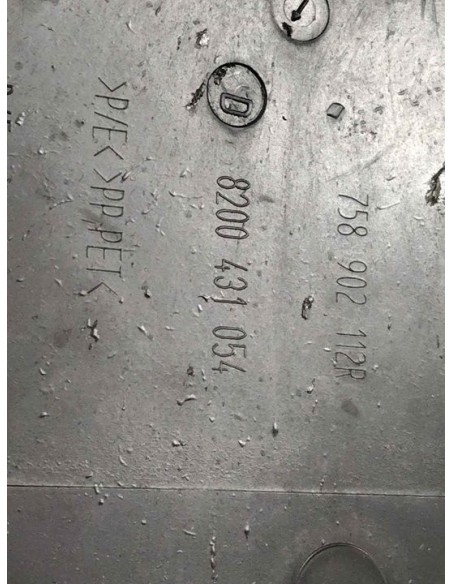 D
758 902 112R
8200 431 054
>P/E< >PP.PET<